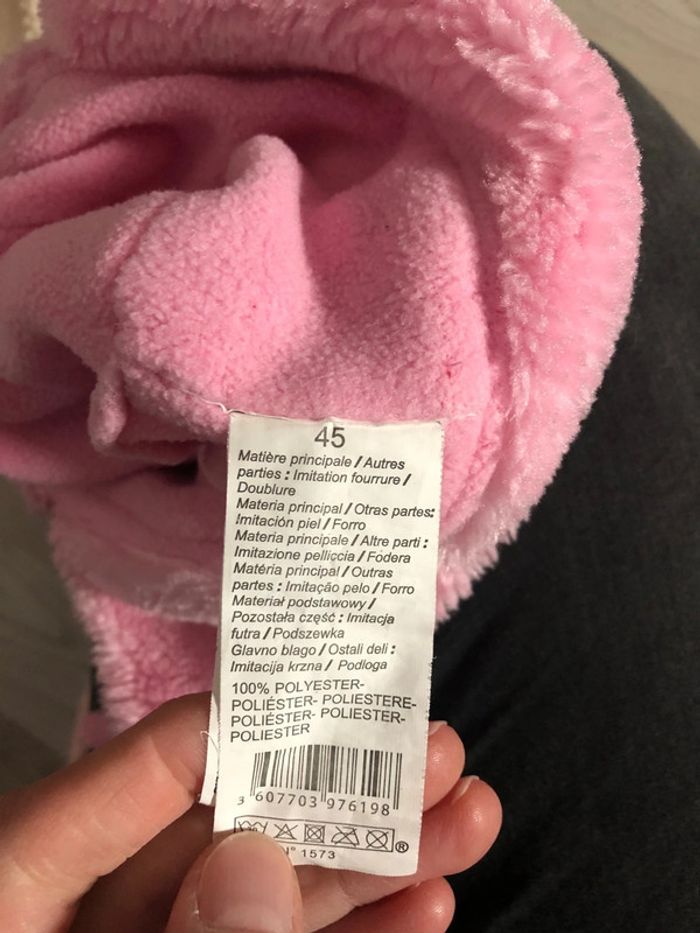 45
Matière principale / Autres
parties : Imitation fourrure /
Doublure
Materia principal / Otras partes:
Imitación piel / Forro
Materia principale / Altre parti :
Imitazione pelliccia / Fodera
Matéria principal / Outras
partes : Imitação pelo / Forro
Materiał podstawowy /
Pozostała część : Imitacja
futra / Podszewka
Glavno blago / Ostali deli :
Imitacija krzna / Podloga
100% POLYESTER-
POLIÉSTER- POLIESTERE-
POLIÉSTER- POLIESTER-
POLIESTER
3 607703 976198
N° 1573